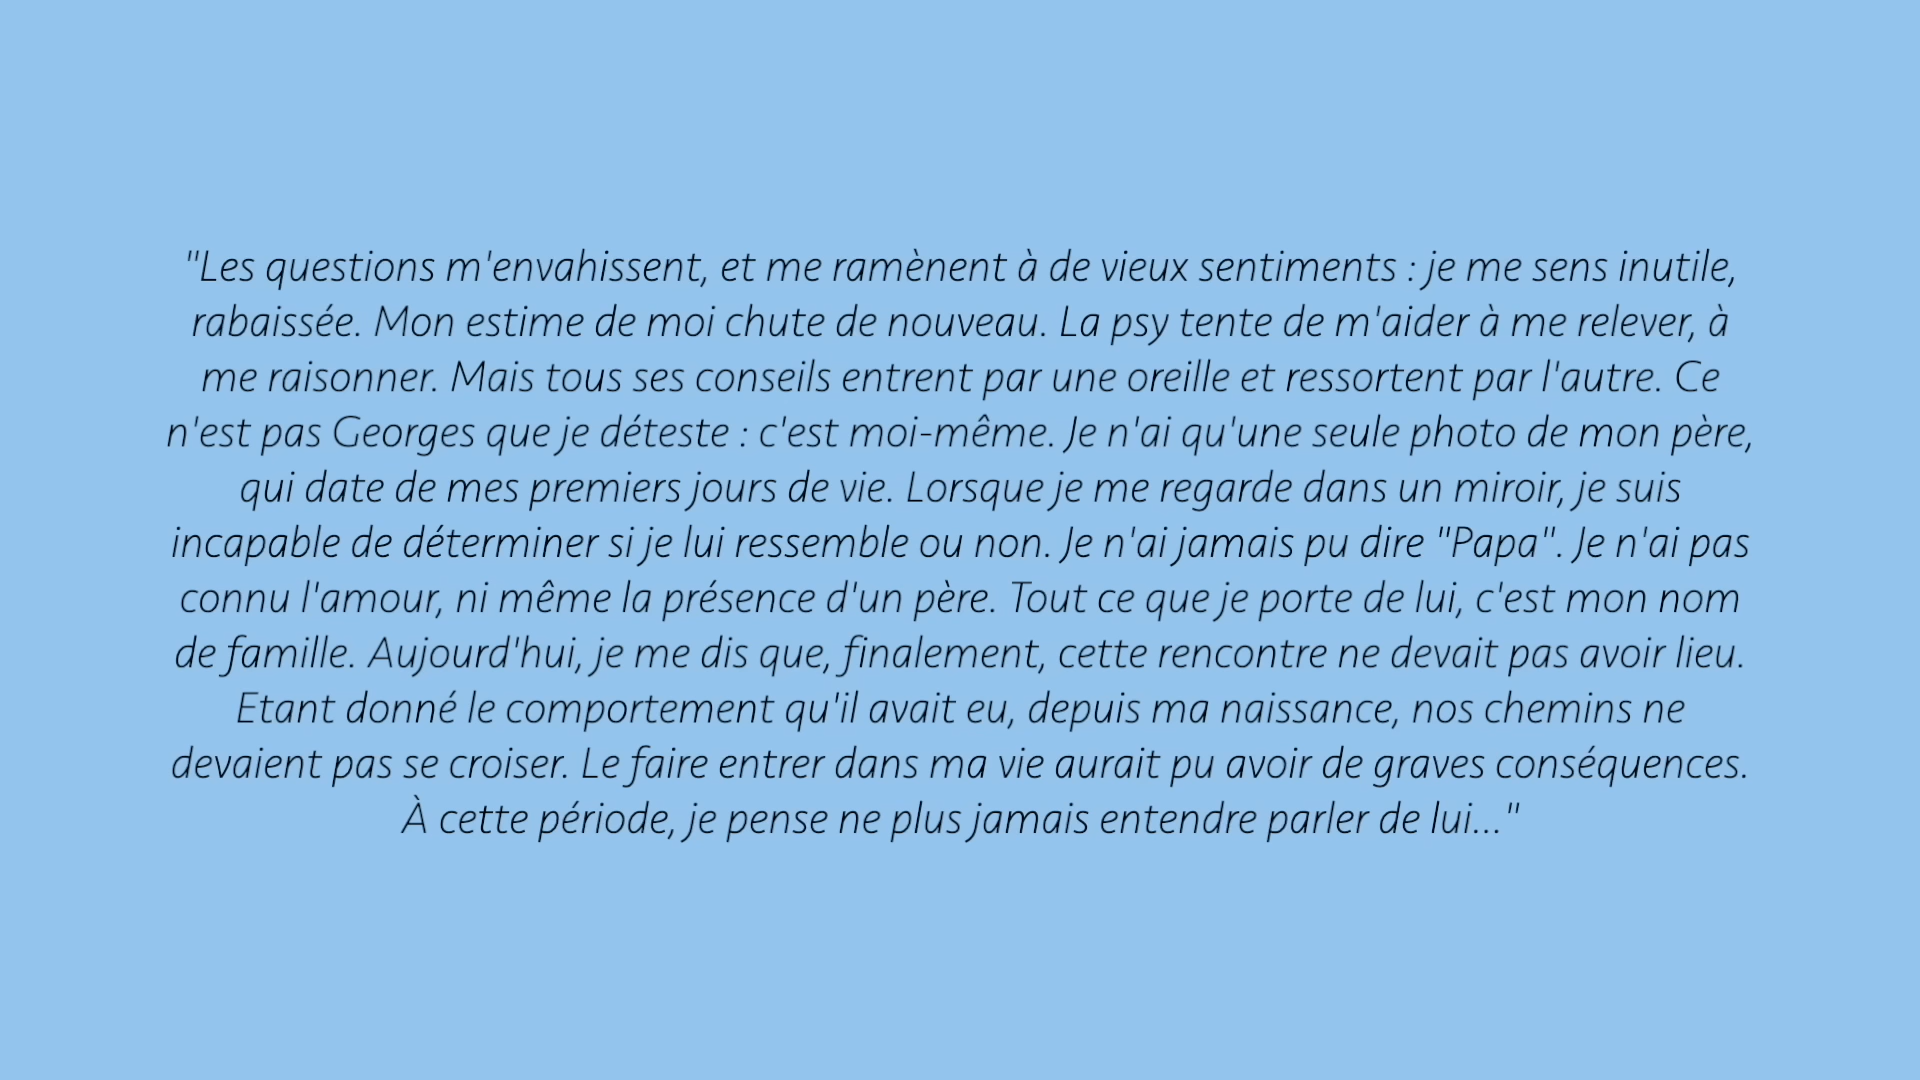 "Les questions m'envahissent, et me ramènent à de vieux sentiments : je me sens inutile,
rabaissée. Mon estime de moi chute de nouveau. La psy tente de m'aider à me relever, à
me raisonner. Mais tous ses conseils entrent par une oreille et ressortent par l'autre. Ce
n'est pas Georges que je déteste : c'est moi-même. Je n'ai qu'une seule photo de mon père,
qui date de mes premiers jours de vie. Lorsque je me regarde dans un miroir, je suis
incapable de déterminer si je lui ressemble ou non. Je n'ai jamais pu dire "Papa". Je n'ai pas
connu l'amour, ni même la présence d'un père. Tout ce que je porte de lui, c'est mon nom
de famille. Aujourd'hui, je me dis que, finalement, cette rencontre ne devait pas avoir lieu.
Etant donné le comportement qu'il avait eu, depuis ma naissance, nos chemins ne
devaient pas se croiser. Le faire entrer dans ma vie aurait pu avoir de graves conséquences.
À cette période, je pense ne plus jamais entendre parler de lui..."